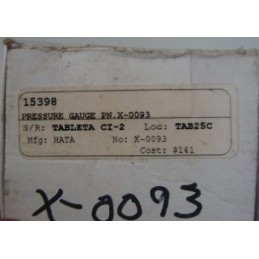 15398
PRESSURE GAUGE PN.X-0093
S/R: TABLETA CI-2 Loc: TAB25C
Mfg: HATA No: X-0093
Cost: $141
X-0093